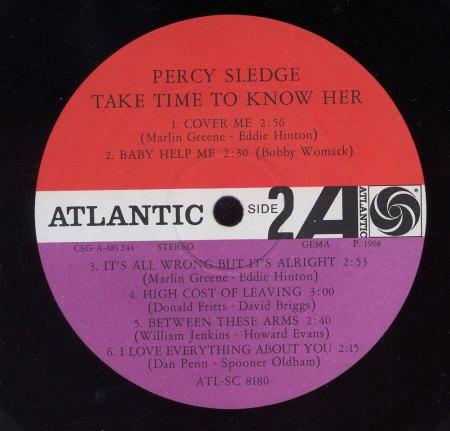 PERCY SLEDGE
TAKE TIME TO KNOW HER
1. COVER ME 2:56
(Marlin Greene - Eddie Hinton)
2. BABY HELP ME 2:30 (Bobby Womack)
ATLANTIC SIDE 2 A ATLANTIC
CSG-A-681 244 STEREO GEMA P. 1968
3. IT'S ALL WRONG BUT IT'S ALRIGHT 2:53
(Marlin Greene - Eddie Hinton)
4. HIGH COST OF LEAVING 3:00
(Donald Fritts - David Briggs)
5. BETWEEN THESE ARMS 2:40
(William Jenkins - Howard Evans)
6. I LOVE EVERYTHING ABOUT YOU 2:15
(Dan Penn - Spooner Oldham)
ATL-SC 8180